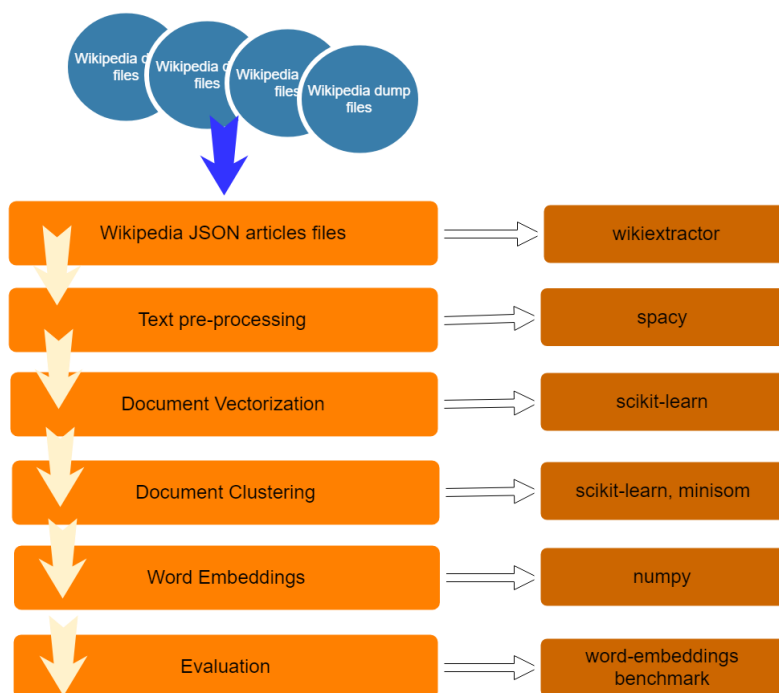 Wikipedia d
files
Wikipedia d
files
Wikipedia
files
Wikipedia dump
files
Wikipedia JSON articles files
wikiextractor
Text pre-processing
spacy
Document Vectorization
scikit-learn
Document Clustering
scikit-learn, minisom
Word Embeddings
numpy
Evaluation
word-embeddings
benchmark